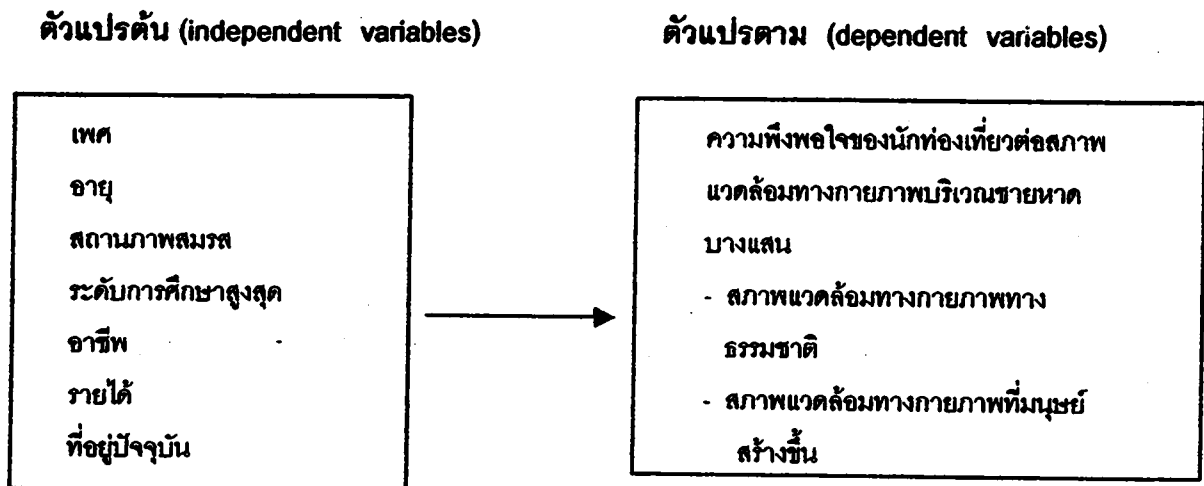 ตัวแปรต้น (independent variables)
เพศ
อายุ
สถานภาพสมรส
ระดับการศึกษาสูงสุด
อาชีพ
รายได้
ที่อยู่ปัจจุบัน
ตัวแปรตาม (dependent variables)
ความพึงพอใจของนักท่องเที่ยวต่อสภาพ
แวดล้อมทางกายภาพบริเวณชายหาด
บางแสน
- สภาพแวดล้อมทางกายภาพทาง
ธรรมชาติ
- สภาพแวดล้อมทางกายภาพที่มนุษย์
สร้างขึ้น